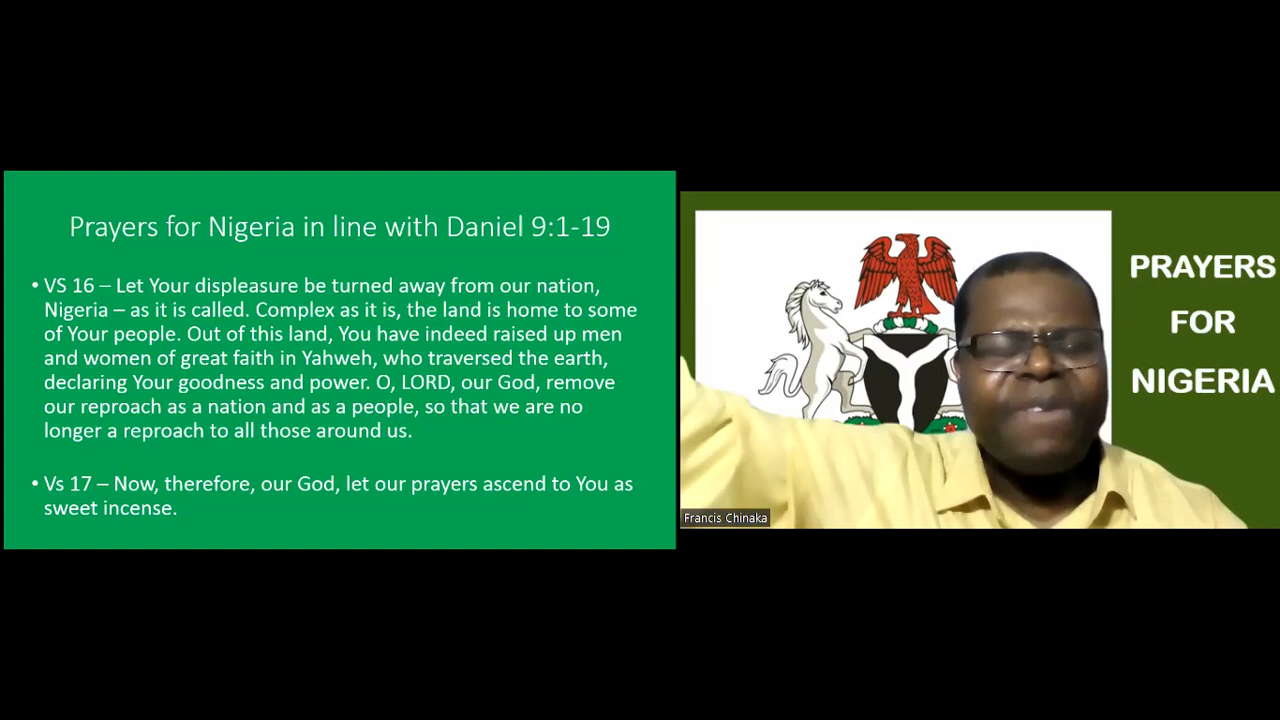 Prayers for Nigeria in line with Daniel 9:1-19
• VS 16 – Let Your displeasure be turned away from our nation,
Nigeria – as it is called. Complex as it is, the land is home to some
of Your people. Out of this land, You have indeed raised up men
and women of great faith in Yahweh, who traversed the earth,
declaring Your goodness and power. O, LORD, our God, remove
our reproach as a nation and as a people, so that we are no
longer a reproach to all those around us.
• Vs 17 – Now, therefore, our God, let our prayers ascend to You as
sweet incense.
PRAYERS
FOR
NIGERIA
Francis Chinaka